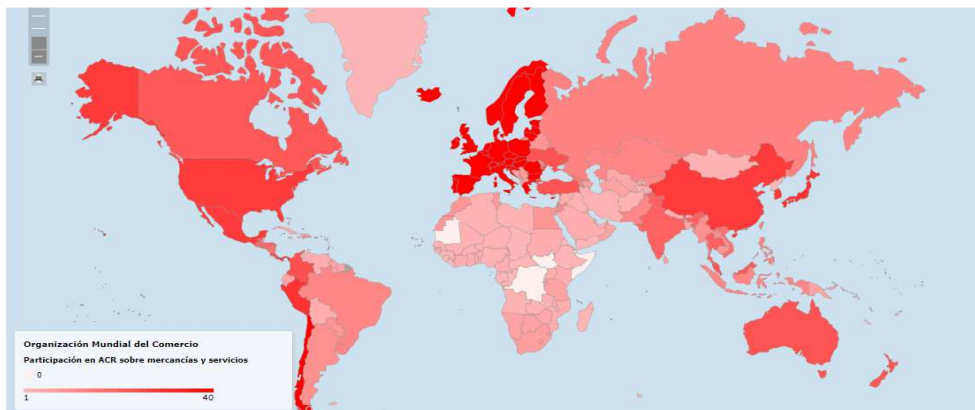 Organización Mundial del Comercio
Participación en ACR sobre mercancías y servicios
0
1 40